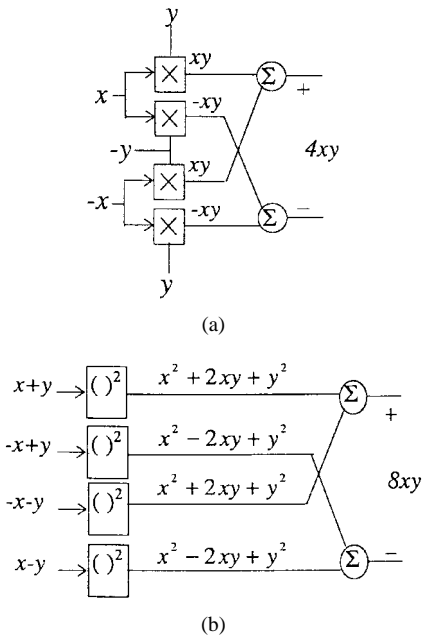 y
xy
×
Σ
+
x
-xy
×
-y
4xy
xy
×
-x
-xy
×
Σ
−
y
(a)
x+y
( )²
x² + 2xy + y²
Σ
+
-x+y
( )²
x² − 2xy + y²
8xy
-x-y
( )²
x² + 2xy + y²
x-y
( )²
x² − 2xy + y²
Σ
−
(b)